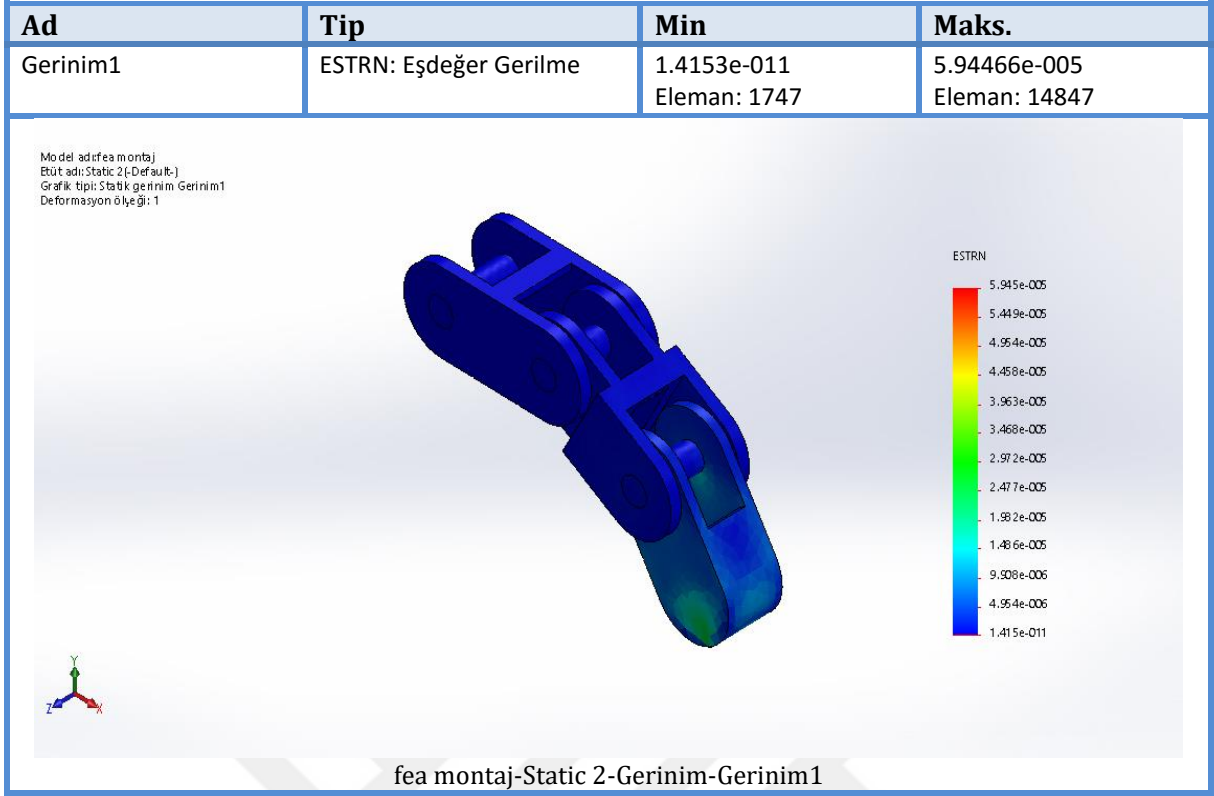 Ad Tip Min Maks.
Gerinim1 ESTRN: Eşdeğer Gerilme 1.4153e-011 5.94466e-005
Eleman: 1747 Eleman: 14847
Model adı:fea montaj
Etüt adı: Static 2(-Default-)
Grafik tipi: Statik gerinim Gerinim1
Deformasyon ölçeği: 1
ESTRN
5.945e-005
5.449e-005
4.954e-005
4.458e-005
3.963e-005
3.468e-005
2.972e-005
2.477e-005
1.982e-005
1.486e-005
9.908e-006
4.954e-006
1.415e-011
Y
Z X
fea montaj-Static 2-Gerinim-Gerinim1